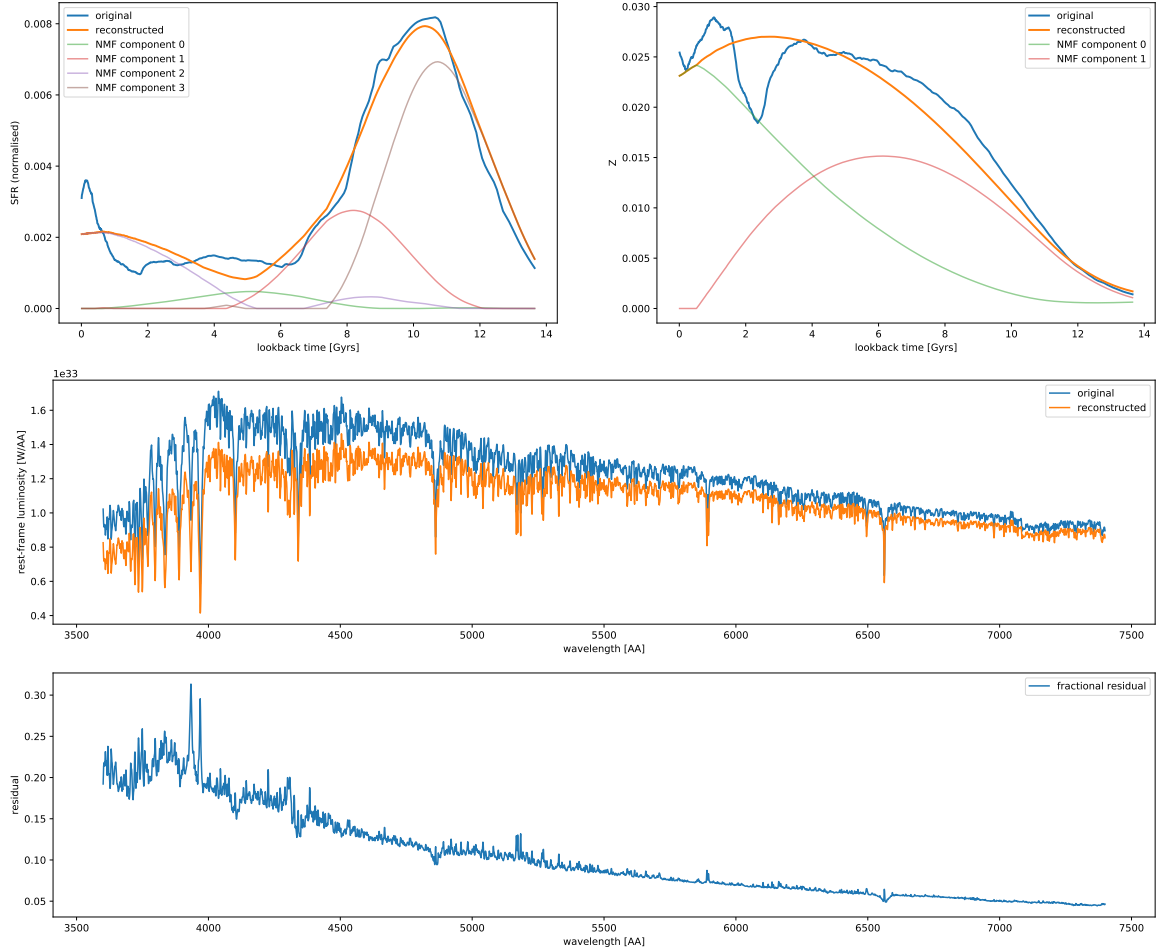 original
reconstructed
NMF component 0
NMF component 1
NMF component 2
NMF component 3
SFR (normalised)
0.008
0.006
0.004
0.002
0.000
0 2 4 6 8 10 12 14
lookback time [Gyrs]
original
reconstructed
NMF component 0
NMF component 1
Z
0.030
0.025
0.020
0.015
0.010
0.005
0.000
0 2 4 6 8 10 12 14
lookback time [Gyrs]
1e33
original
reconstructed
rest-frame luminosity [W/AA]
1.6
1.4
1.2
1.0
0.8
0.6
0.4
3500 4000 4500 5000 5500 6000 6500 7000 7500
wavelength [AA]
fractional residual
residual
0.30
0.25
0.20
0.15
0.10
0.05
3500 4000 4500 5000 5500 6000 6500 7000 7500
wavelength [AA]